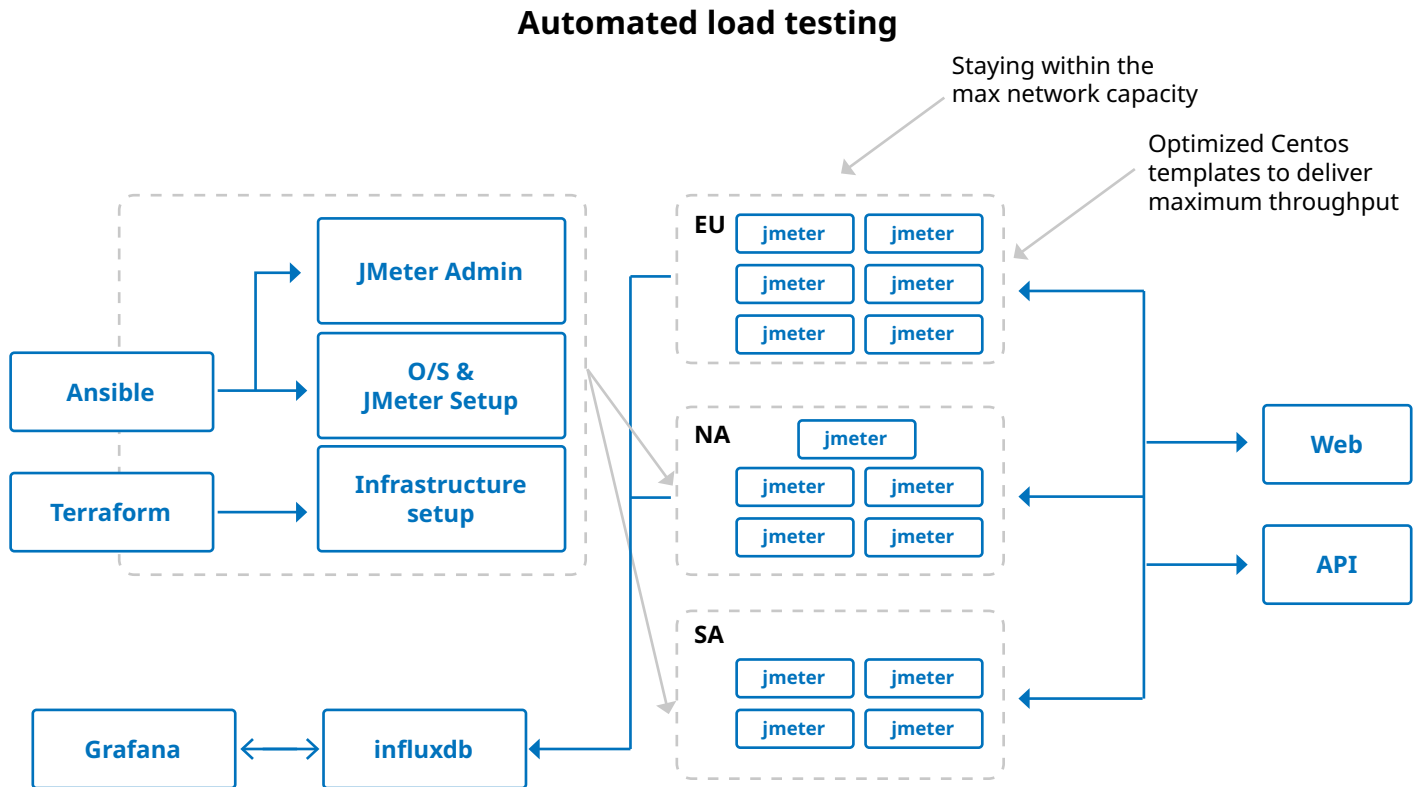 Automated load testing
Staying within the
max network capacity
Optimized Centos
templates to deliver
maximum throughput
Ansible
Terraform
JMeter Admin
O/S &
JMeter Setup
Infrastructure
setup
EU
jmeter
jmeter
jmeter
jmeter
jmeter
jmeter
NA
jmeter
jmeter
jmeter
jmeter
jmeter
SA
jmeter
jmeter
jmeter
jmeter
Web
API
Grafana
influxdb